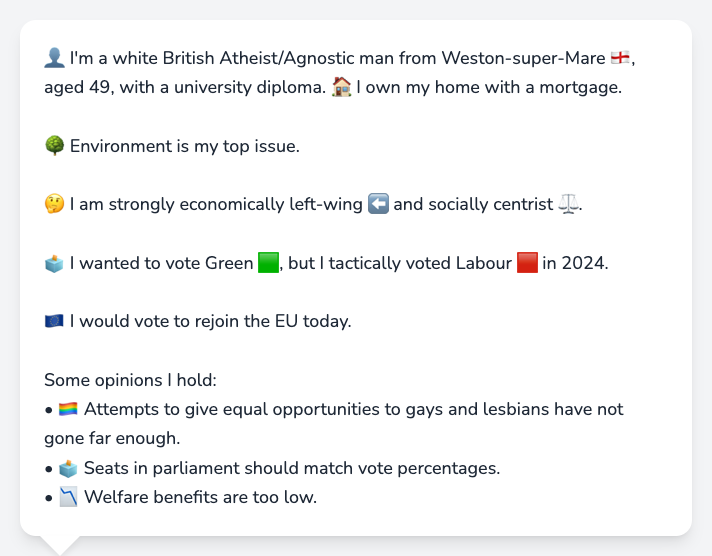 👤 I'm a white British Atheist/Agnostic man from Weston-super-Mare 🏴󠁧󠁢󠁥󠁮󠁧󠁿,
aged 49, with a university diploma. 🏠 I own my home with a mortgage.
🌳 Environment is my top issue.
🤔 I am strongly economically left-wing ⬅️ and socially centrist ⚖️.
🗳️ I wanted to vote Green 🟩, but I tactically voted Labour 🟥 in 2024.
🇪🇺 I would vote to rejoin the EU today.
Some opinions I hold:
• 🏳️‍🌈 Attempts to give equal opportunities to gays and lesbians have not
gone far enough.
• 🗳️ Seats in parliament should match vote percentages.
• 📉 Welfare benefits are too low.